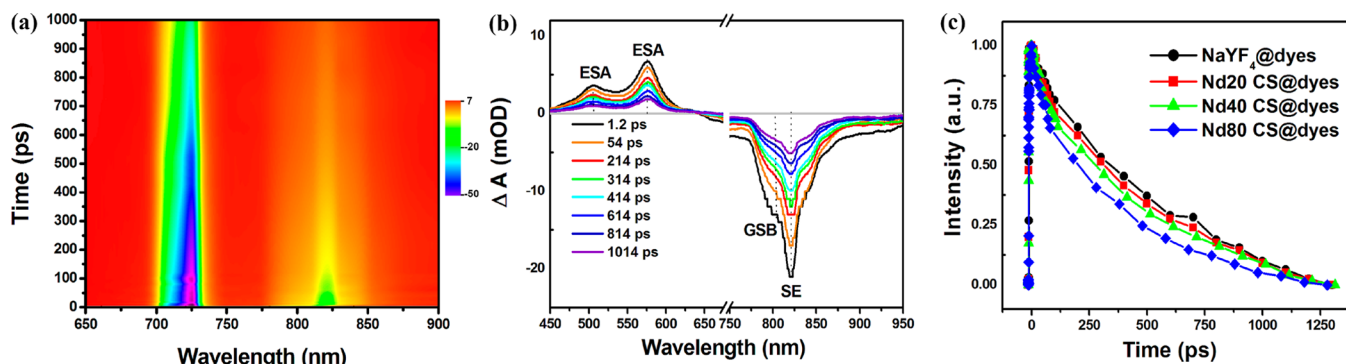 (a)
Time (ps)
1000
900
800
700
600
500
400
300
200
100
0
650 700 750 800 850 900
Wavelength (nm)
7
-20
-50
(b)
Δ A (mOD)
10
0
-10
-20
ESA
ESA
1.2 ps
54 ps
214 ps
314 ps
414 ps
614 ps
814 ps
1014 ps
GSB
SE
450 500 550 600 650 750 800 850 900 950
Wavelength (nm)
(c)
Intensity (a.u.)
1.00
0.75
0.50
0.25
0.00
NaYF4@dyes
Nd20 CS@dyes
Nd40 CS@dyes
Nd80 CS@dyes
0 250 500 750 1000 1250
Time (ps)